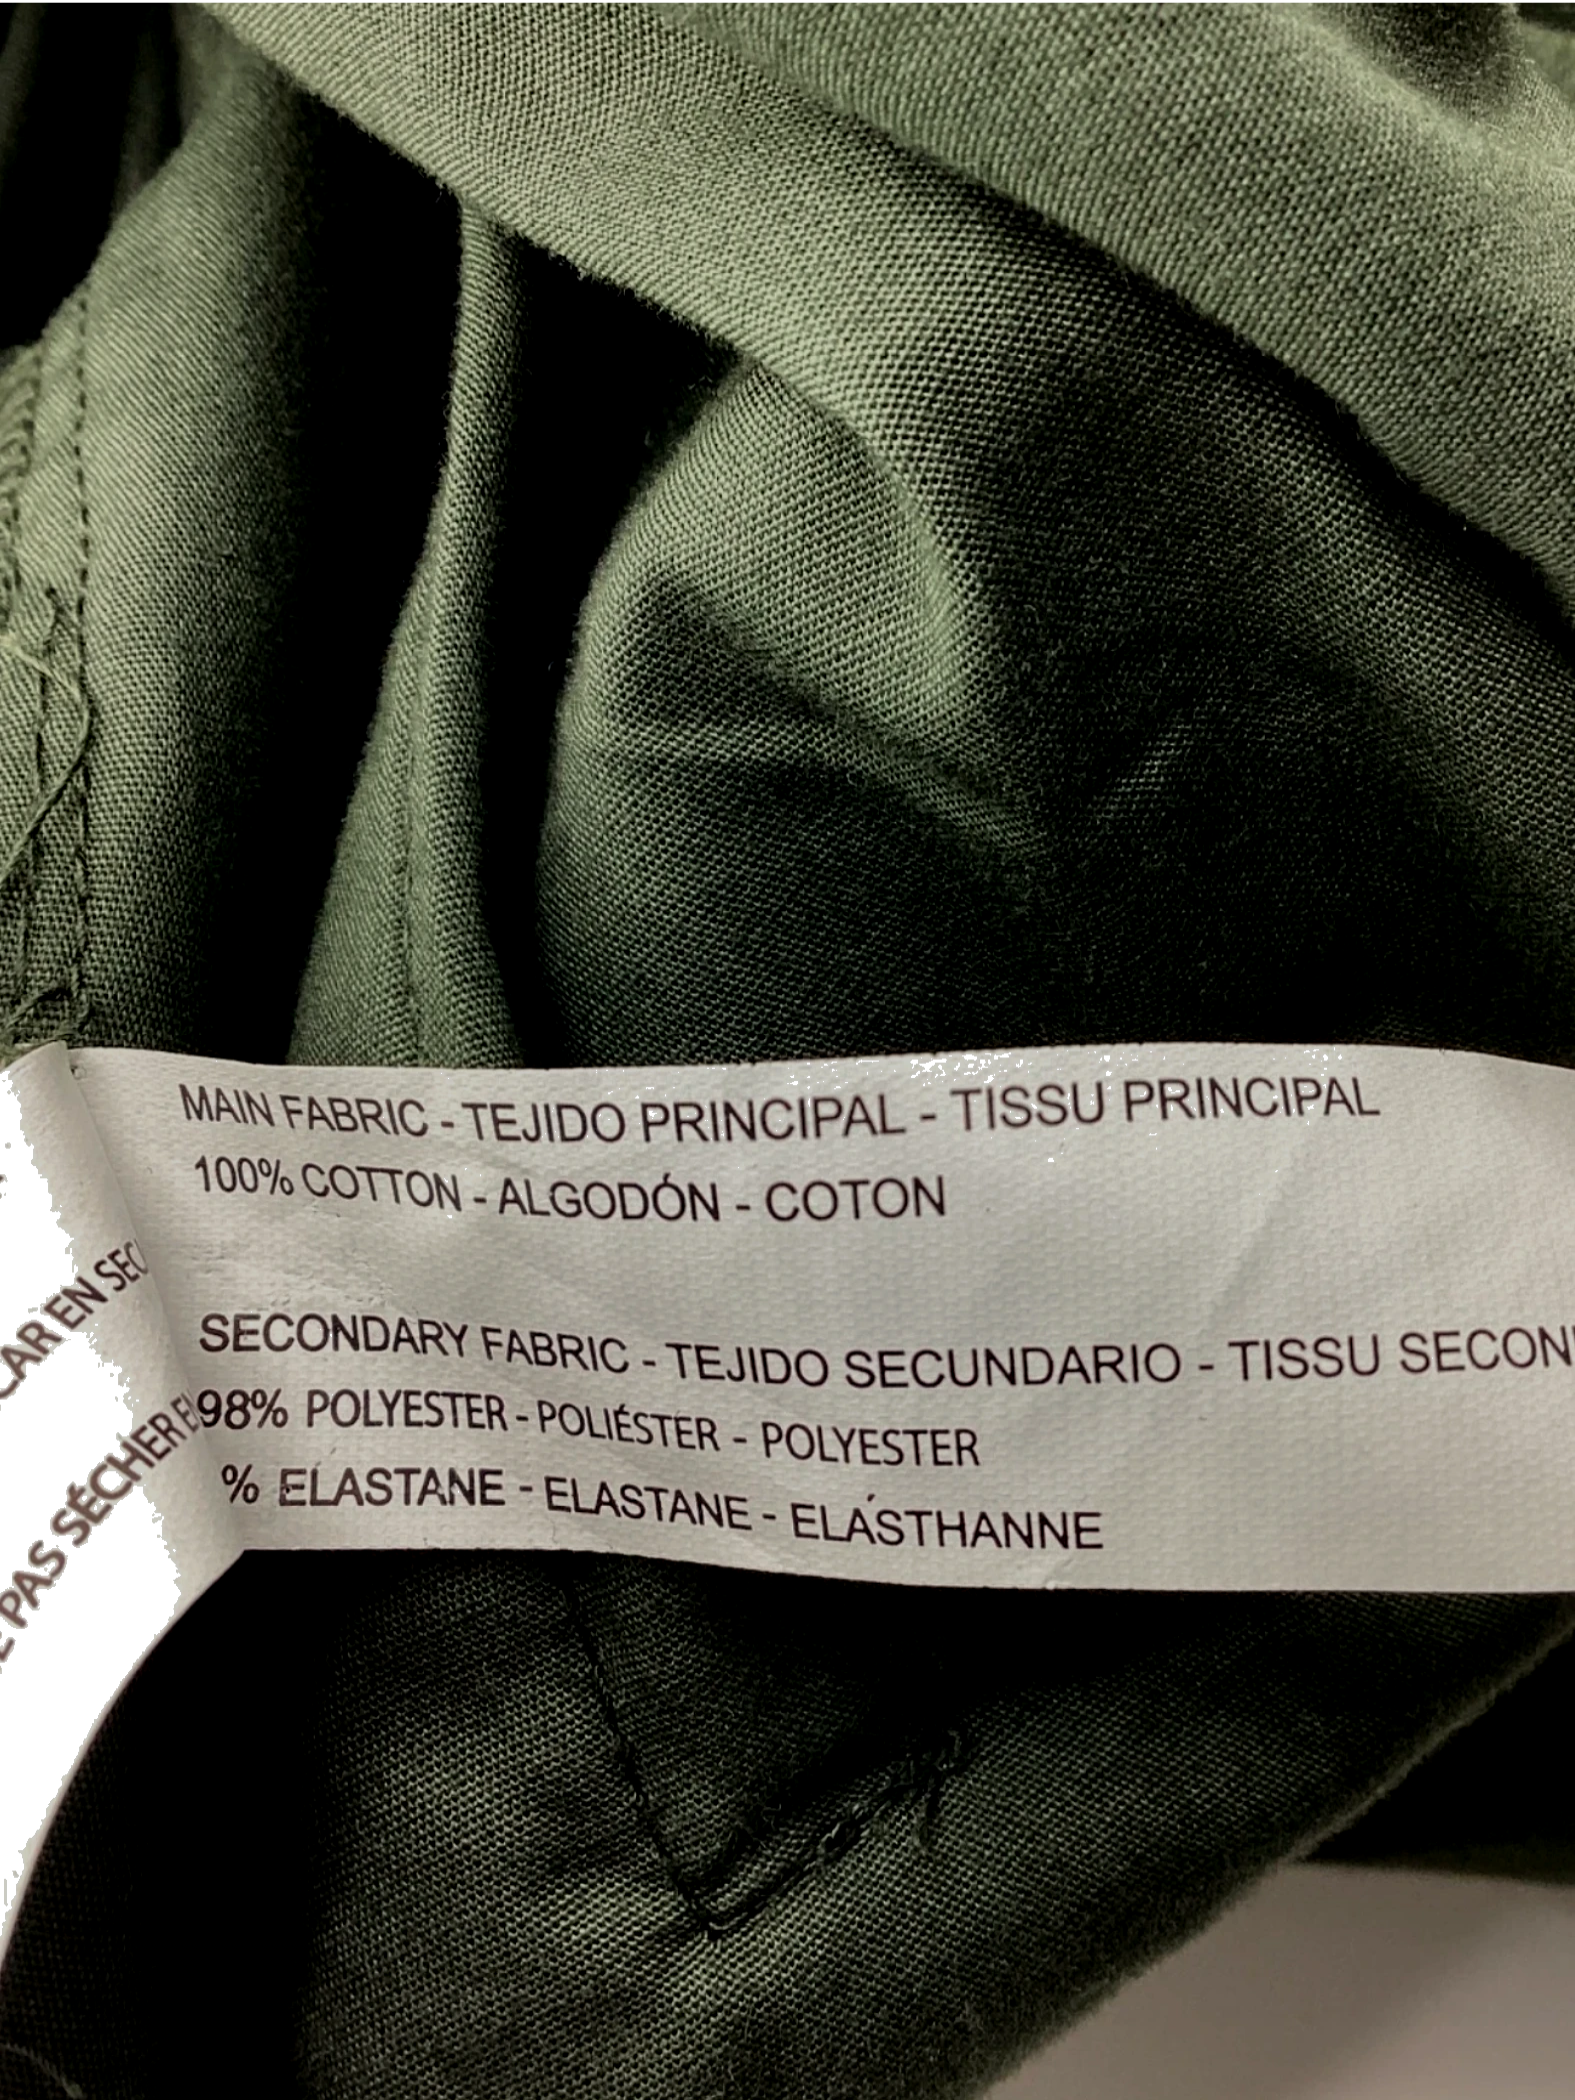 MAIN FABRIC - TEJIDO PRINCIPAL - TISSU PRINCIPAL
100% COTTON - ALGODÓN - COTON
SECONDARY FABRIC - TEJIDO SECUNDARIO - TISSU SECON
98% POLYESTER - POLIÉSTER - POLYESTER
% ELASTANE - ELASTANE - ELÁSTHANNE
CAR EN SEC
PAS SÉCHER E